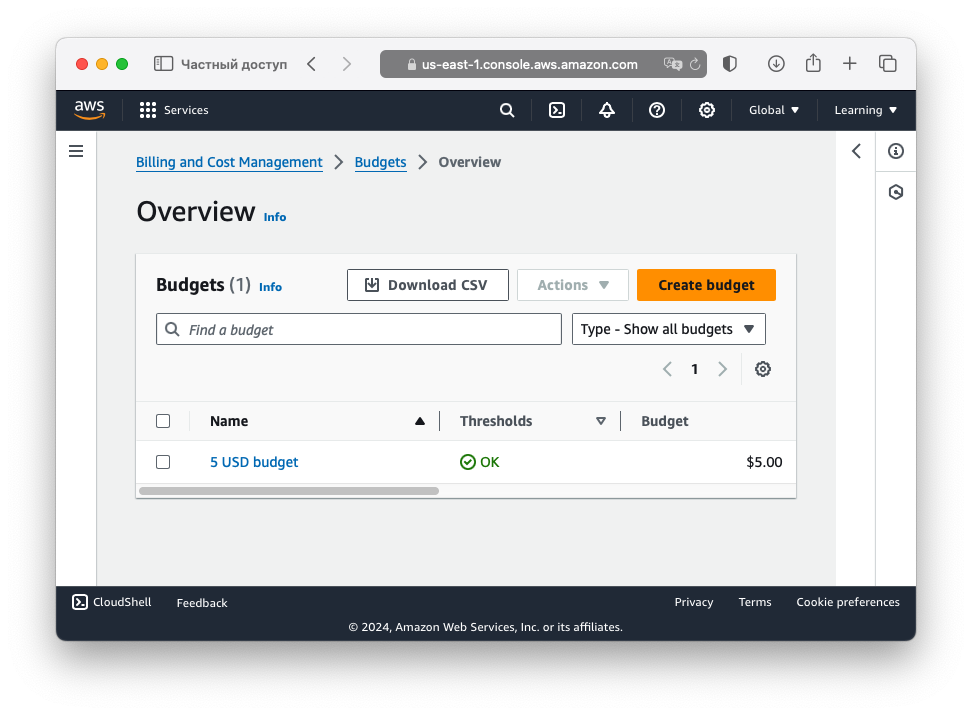 Частный доступ
us-east-1.console.aws.amazon.com
aws Services Global Learning
Billing and Cost Management Budgets Overview
Overview Info
Budgets (1) Info Download CSV Actions Create budget
Find a budget Type - Show all budgets
1
Name Thresholds Budget
5 USD budget OK $5.00
CloudShell Feedback Privacy Terms Cookie preferences
© 2024, Amazon Web Services, Inc. or its affiliates.